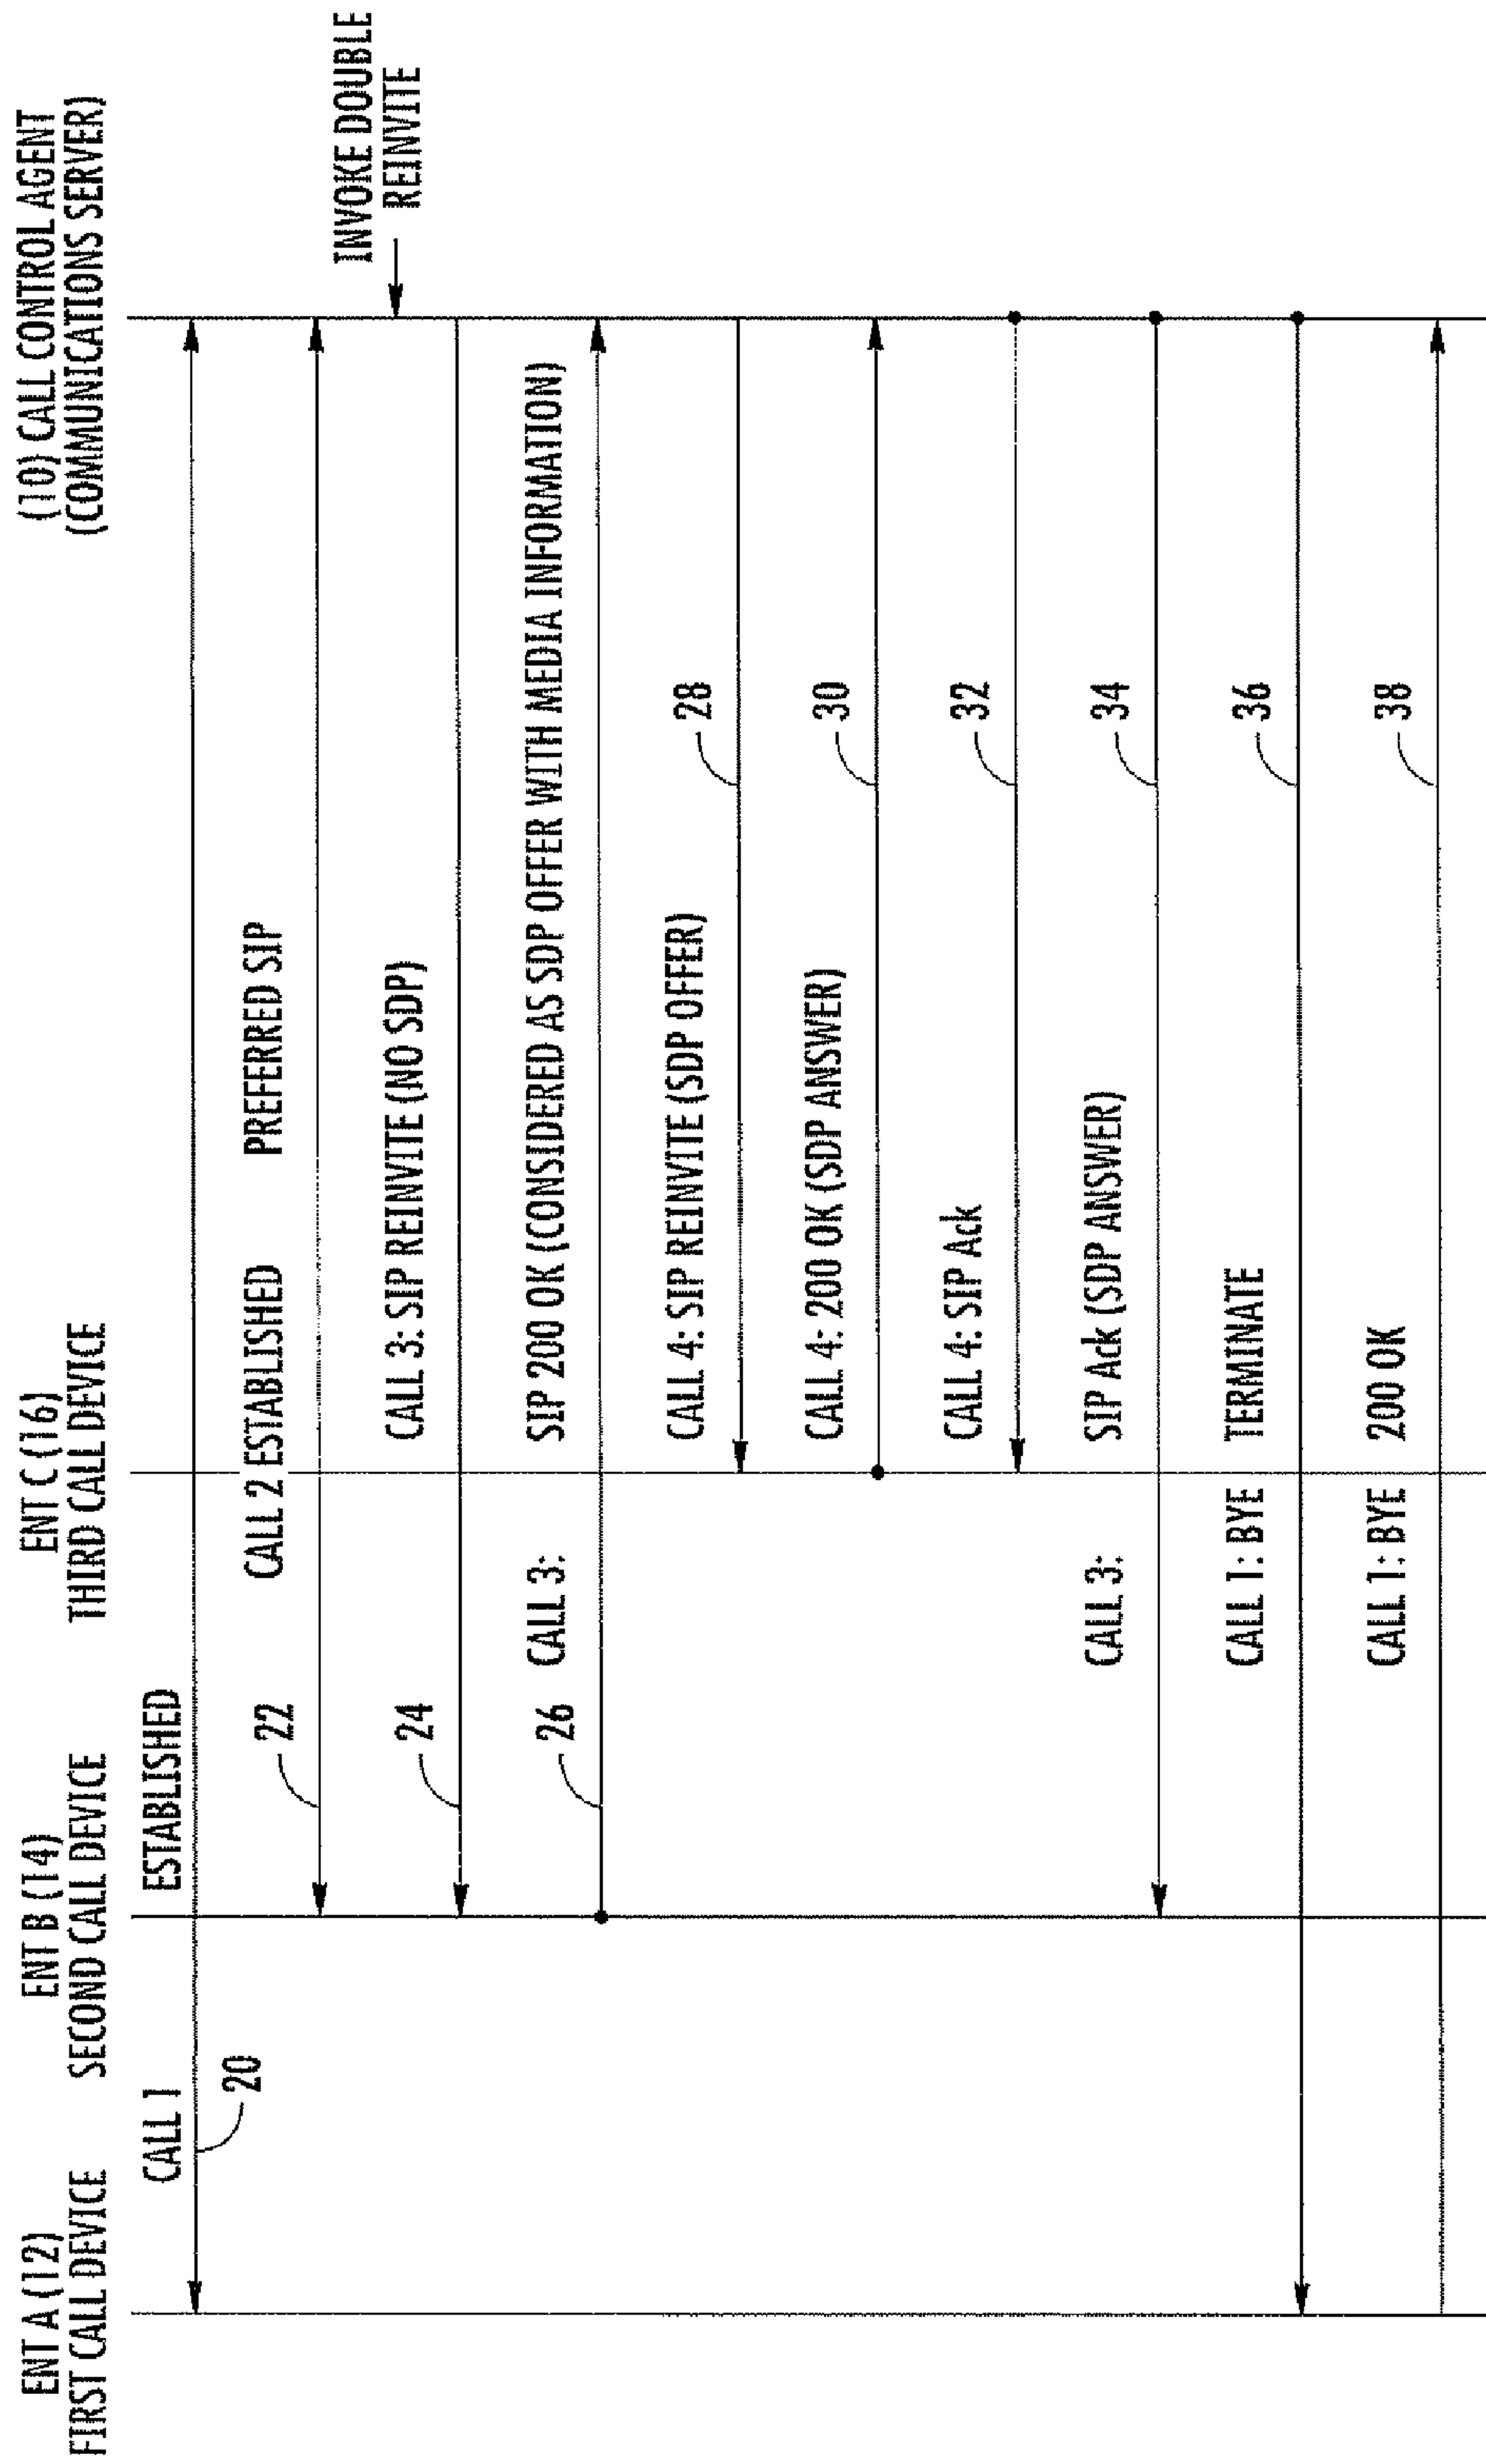 ENT A (12)
FIRST CALL DEVICE
ENT B (14)
SECOND CALL DEVICE
ENT C (16)
THIRD CALL DEVICE
(10) CALL CONTROL AGENT
(COMMUNICATIONS SERVER)
CALL 1 ESTABLISHED
20
CALL 2 ESTABLISHED PREFERRED SIP
22
INVOKE DOUBLE
REINVITE
CALL 3: SIP REINVITE (NO SDP)
24
CALL 3: SIP 200 OK (CONSIDERED AS SDP OFFER WITH MEDIA INFORMATION)
26
CALL 4: SIP REINVITE (SDP OFFER)
28
CALL 4: 200 OK (SDP ANSWER)
30
CALL 4: SIP Ack
32
CALL 3: SIP Ack (SDP ANSWER)
34
CALL 1: BYE TERMINATE
36
CALL 1: BYE 200 OK
38